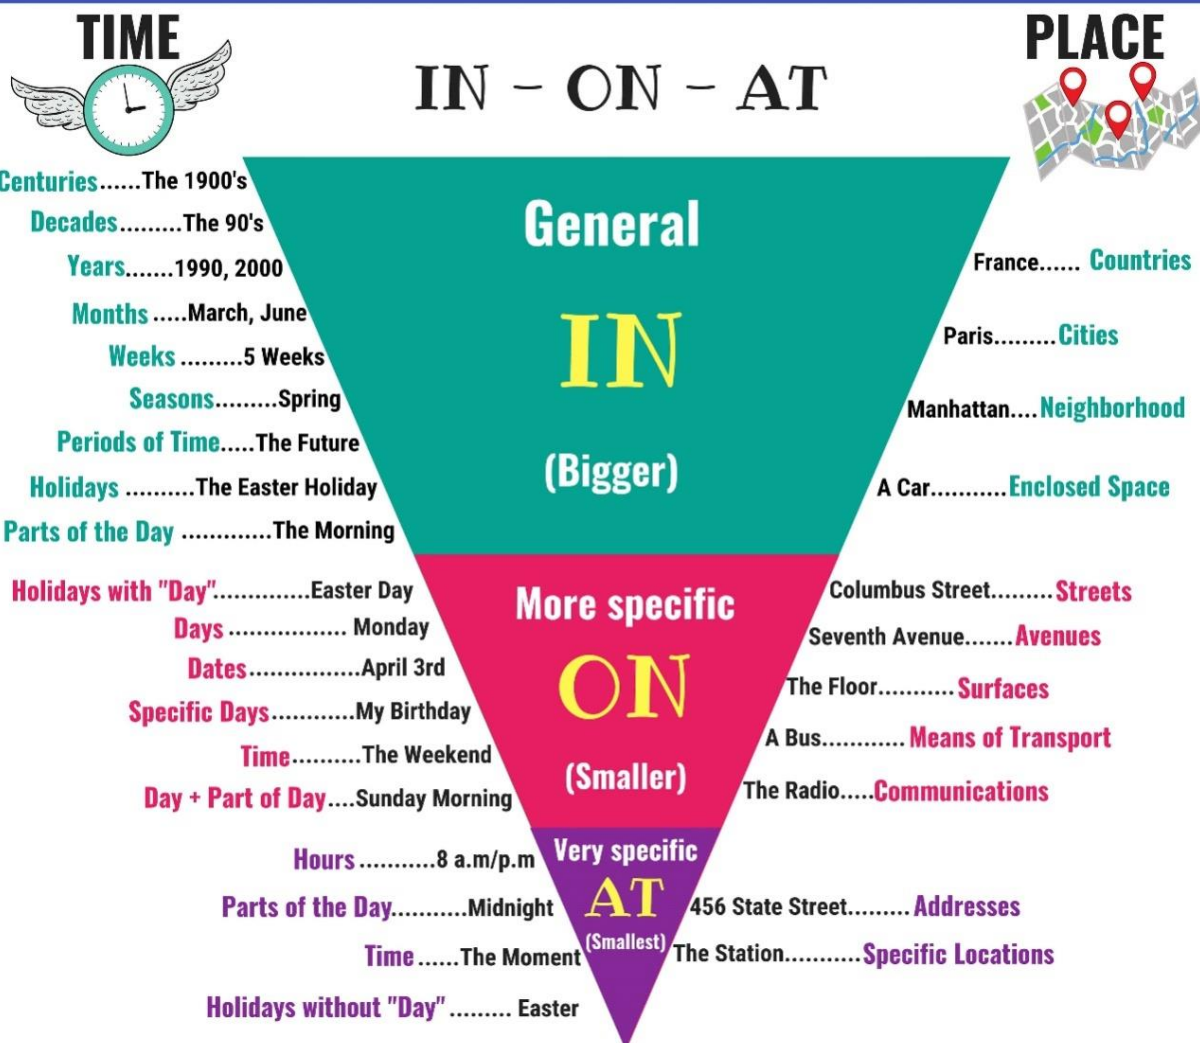 TIME
IN - ON - AT
PLACE
Centuries......The 1900's
Decades.........The 90's
Years.......1990, 2000
Months .....March, June
Weeks .........5 Weeks
Seasons.........Spring
Periods of Time.....The Future
Holidays ..........The Easter Holiday
Parts of the Day .............The Morning
General
IN
(Bigger)
France...... Countries
Paris.........Cities
Manhattan....Neighborhood
A Car...........Enclosed Space
Holidays with "Day"..............Easter Day
Days ................. Monday
Dates................April 3rd
Specific Days............My Birthday
Time..........The Weekend
Day + Part of Day....Sunday Morning
More specific
ON
(Smaller)
Columbus Street.........Streets
Seventh Avenue.......Avenues
The Floor...........Surfaces
A Bus............Means of Transport
The Radio.....Communications
Hours ...........8 a.m/p.m
Parts of the Day...........Midnight
Time ......The Moment
Holidays without "Day" ......... Easter
Very specific
AT
(Smallest)
456 State Street.........Addresses
The Station...........Specific Locations